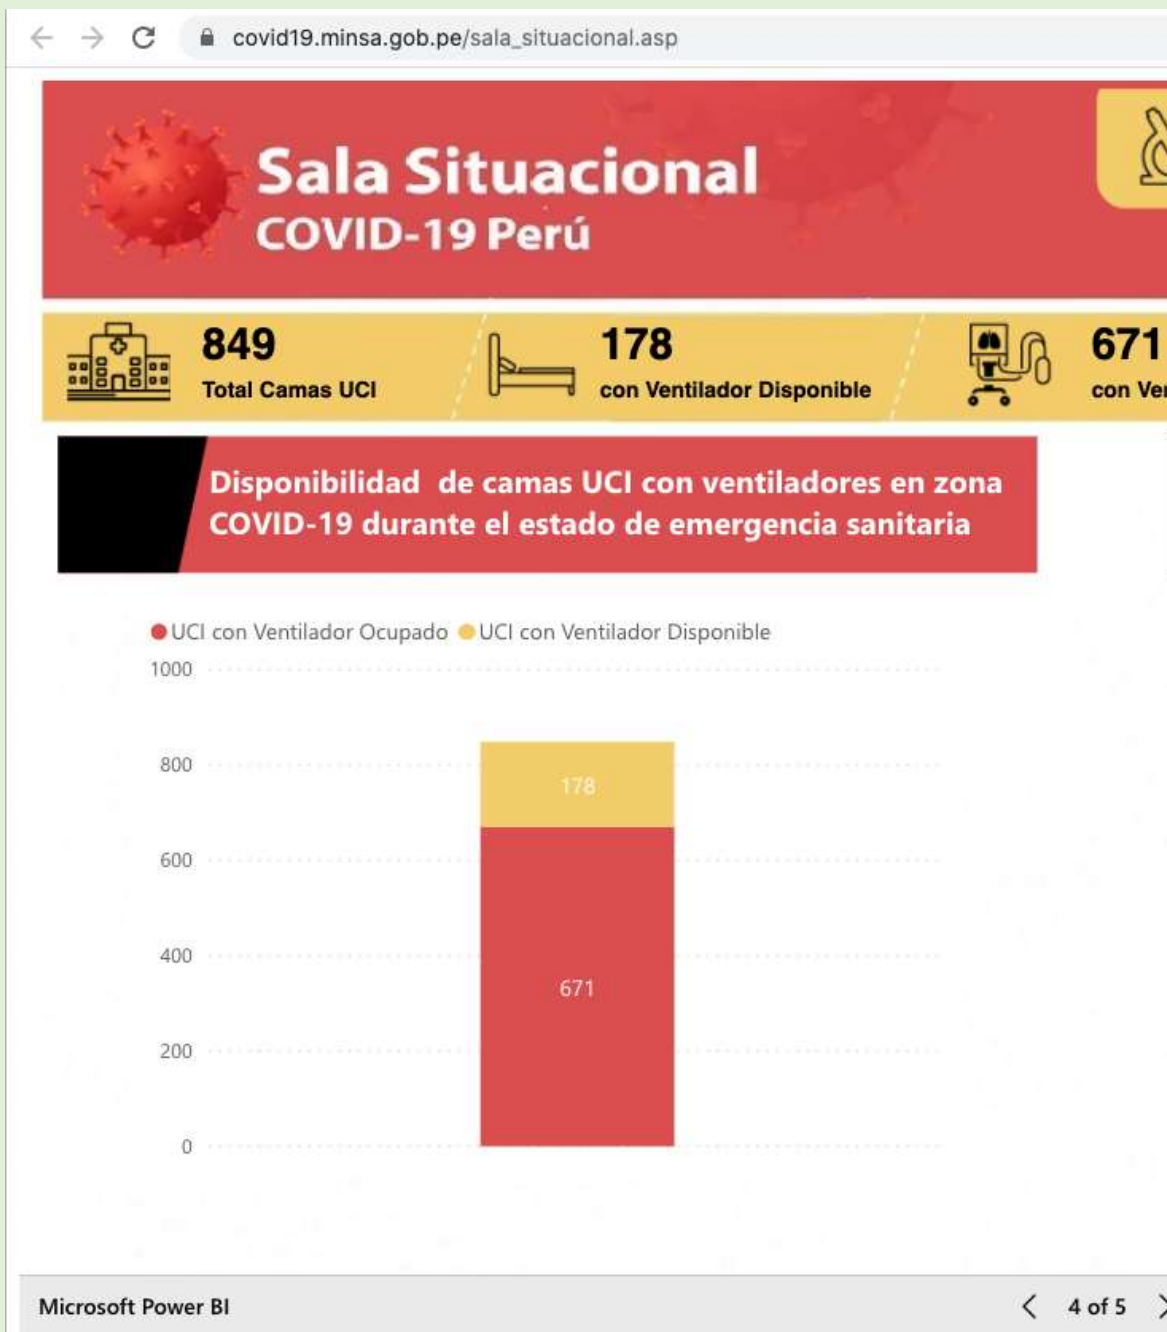 covid19.minsa.gob.pe/sala_situacional.asp
Sala Situacional
COVID-19 Perú
849
Total Camas UCI
178
con Ventilador Disponible
671
con Ver
Disponibilidad de camas UCI con ventiladores en zona
COVID-19 durante el estado de emergencia sanitaria
UCI con Ventilador Ocupado UCI con Ventilador Disponible
1000
800
178
600
400
671
200
0
Microsoft Power BI
4 of 5